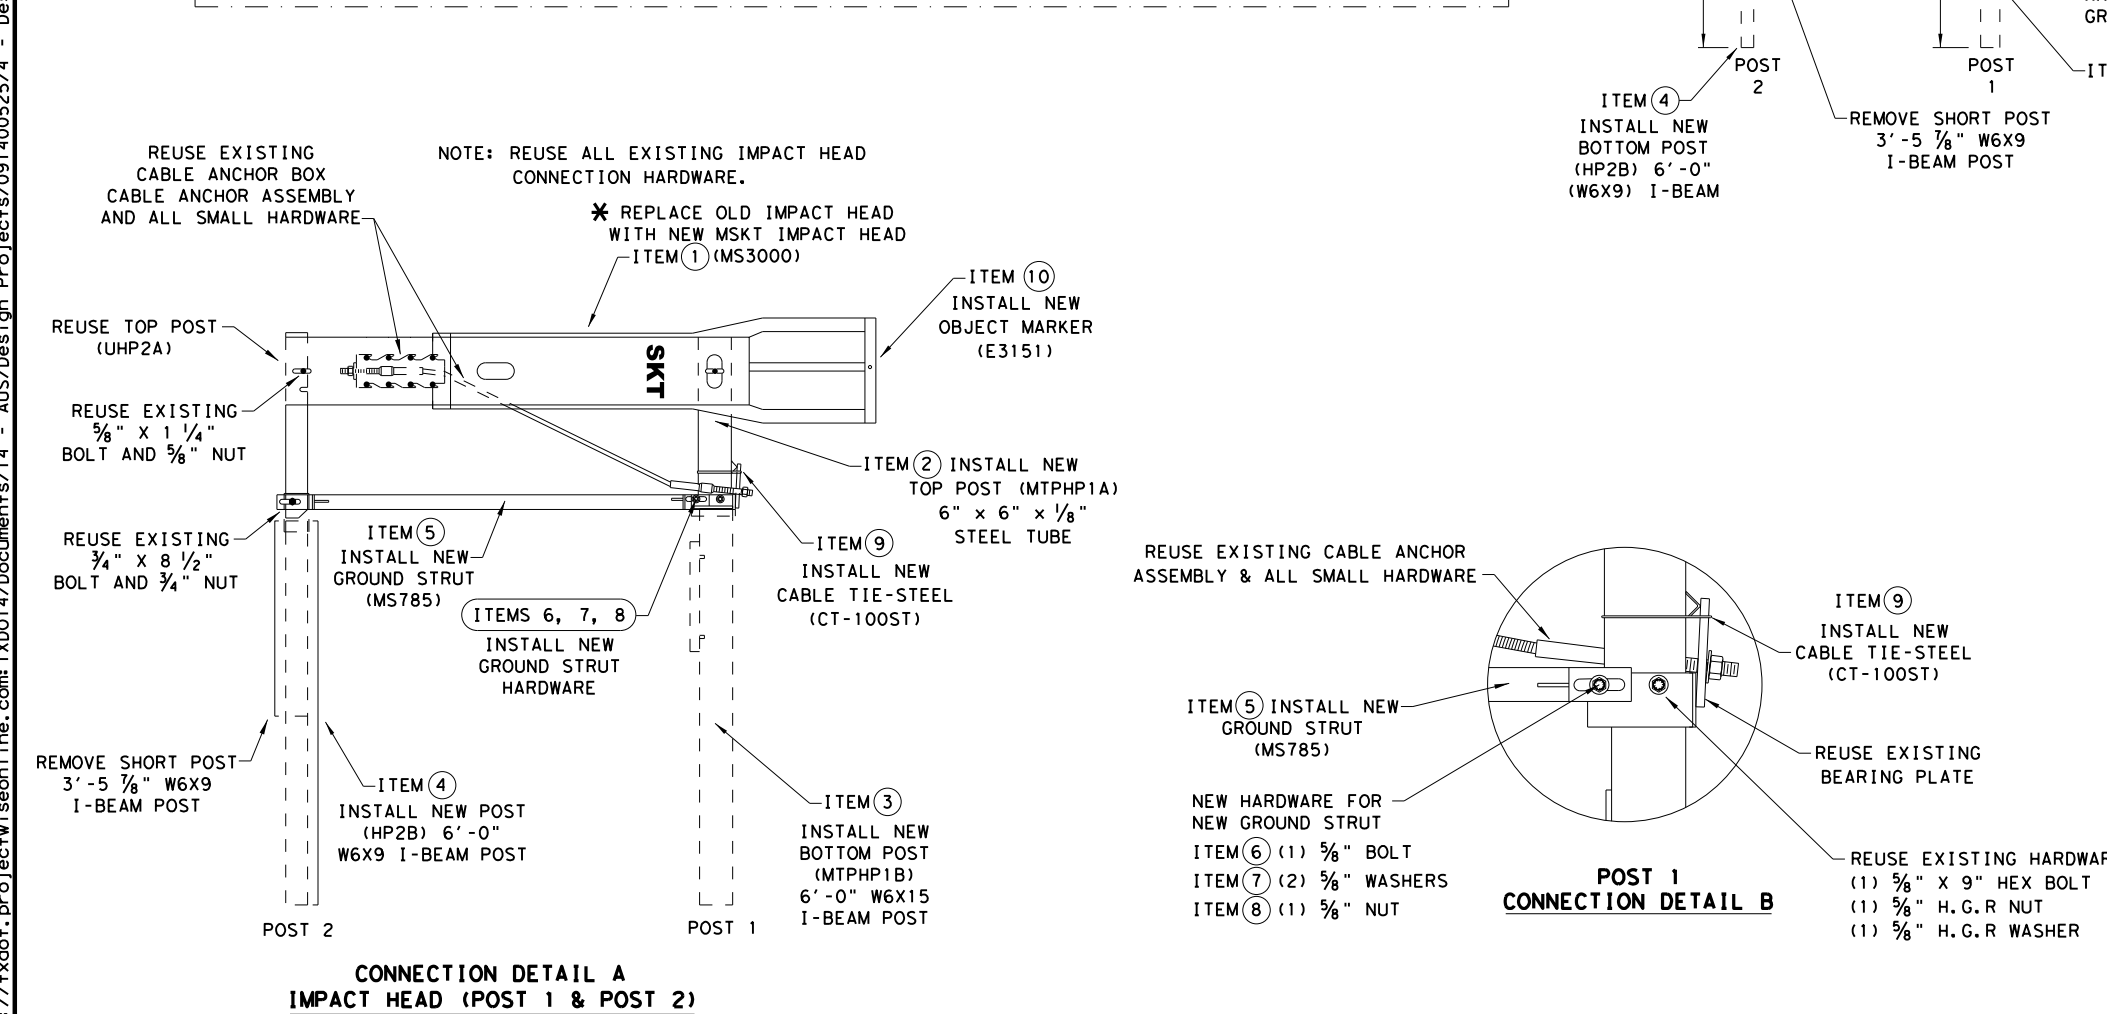 REUSE EXISTING
CABLE ANCHOR BOX
CABLE ANCHOR ASSEMBLY
AND ALL SMALL HARDWARE
NOTE: REUSE ALL EXISTING IMPACT HEAD
CONNECTION HARDWARE.
* REPLACE OLD IMPACT HEAD
WITH NEW MSKT IMPACT HEAD
ITEM 1 (MS3000)
ITEM 10
INSTALL NEW
OBJECT MARKER
(E3151)
REUSE TOP POST
(UHP2A)
SKT
REUSE EXISTING
5/8" X 1 1/4"
BOLT AND 5/8" NUT
ITEM 2 INSTALL NEW
TOP POST (MTPHP1A)
6" x 6" x 1/8"
STEEL TUBE
REUSE EXISTING
3/4" X 8 1/2"
BOLT AND 3/4" NUT
ITEM 5
INSTALL NEW
GROUND STRUT
(MS785)
ITEMS 6, 7, 8
INSTALL NEW
GROUND STRUT
HARDWARE
ITEM 9
INSTALL NEW
CABLE TIE-STEEL
(CT-100ST)
REMOVE SHORT POST
3'-5 7/8" W6X9
I-BEAM POST
ITEM 4
INSTALL NEW POST
(HP2B) 6'-0"
W6X9 I-BEAM POST
ITEM 3
INSTALL NEW
BOTTOM POST
(MTPHP1B)
6'-0" W6X15
I-BEAM POST
POST 2
POST 1
CONNECTION DETAIL A
IMPACT HEAD (POST 1 & POST 2)
POST
2
POST
1
GR
IT
ITEM 4
INSTALL NEW
BOTTOM POST
(HP2B) 6'-0"
(W6X9) I-BEAM
REMOVE SHORT POST
3'-5 7/8" W6X9
I-BEAM POST
REUSE EXISTING CABLE ANCHOR
ASSEMBLY & ALL SMALL HARDWARE
ITEM 9
INSTALL NEW
CABLE TIE-STEEL
(CT-100ST)
ITEM 5 INSTALL NEW
GROUND STRUT
(MS785)
REUSE EXISTING
BEARING PLATE
NEW HARDWARE FOR
NEW GROUND STRUT
ITEM 6 (1) 5/8" BOLT
ITEM 7 (2) 5/8" WASHERS
ITEM 8 (1) 5/8" NUT
POST 1
CONNECTION DETAIL B
REUSE EXISTING HARDWAR
(1) 5/8" X 9" HEX BOLT
(1) 5/8" H.G.R NUT
(1) 5/8" H.G.R WASHER